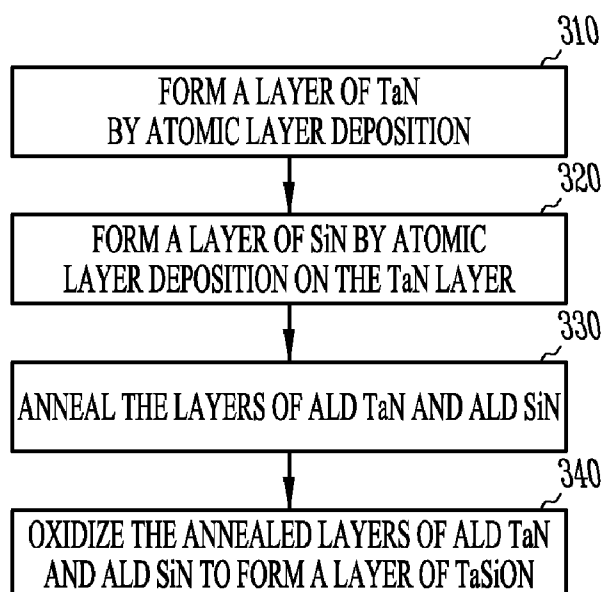 310
FORM A LAYER OF TaN
BY ATOMIC LAYER DEPOSITION
320
FORM A LAYER OF SiN BY ATOMIC
LAYER DEPOSITION ON THE TaN LAYER
330
ANNEAL THE LAYERS OF ALD TaN AND ALD SiN
340
OXIDIZE THE ANNEALED LAYERS OF ALD TaN
AND ALD SiN TO FORM A LAYER OF TaSiON